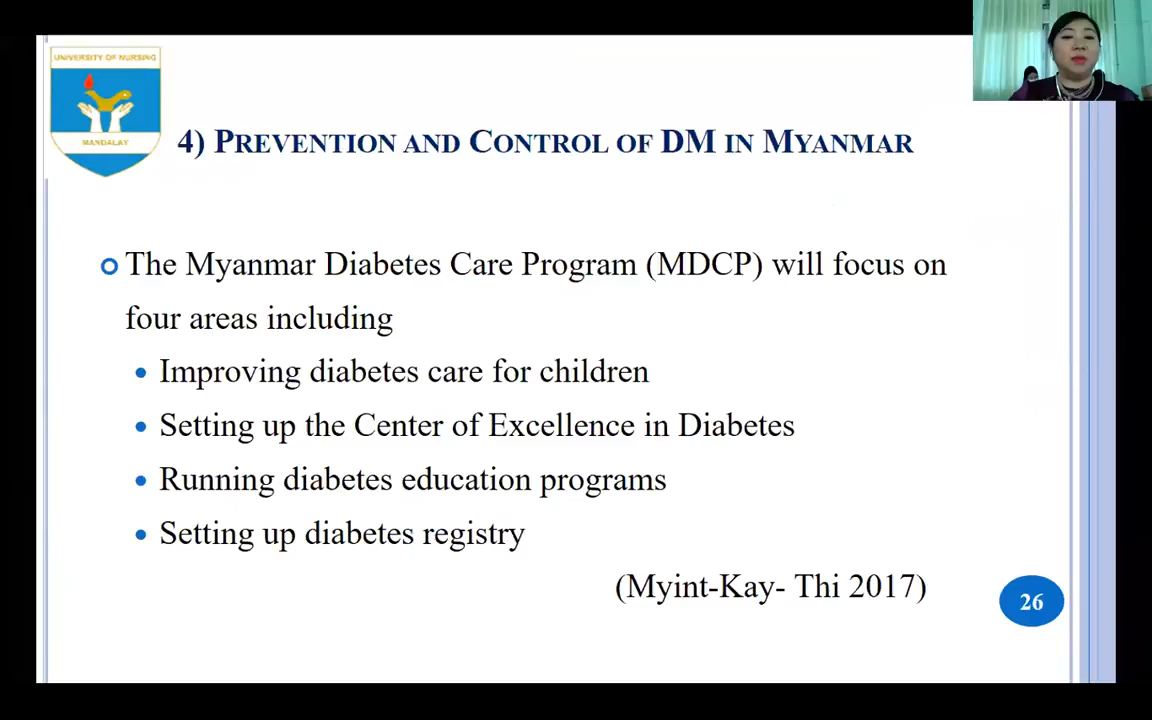 UNIVERSITY OF NURSING
MANDALAY
4) PREVENTION AND CONTROL OF DM IN MYANMAR
The Myanmar Diabetes Care Program (MDCP) will focus on
four areas including
Improving diabetes care for children
Setting up the Center of Excellence in Diabetes
Running diabetes education programs
Setting up diabetes registry
(Myint-Kay- Thi 2017)
26